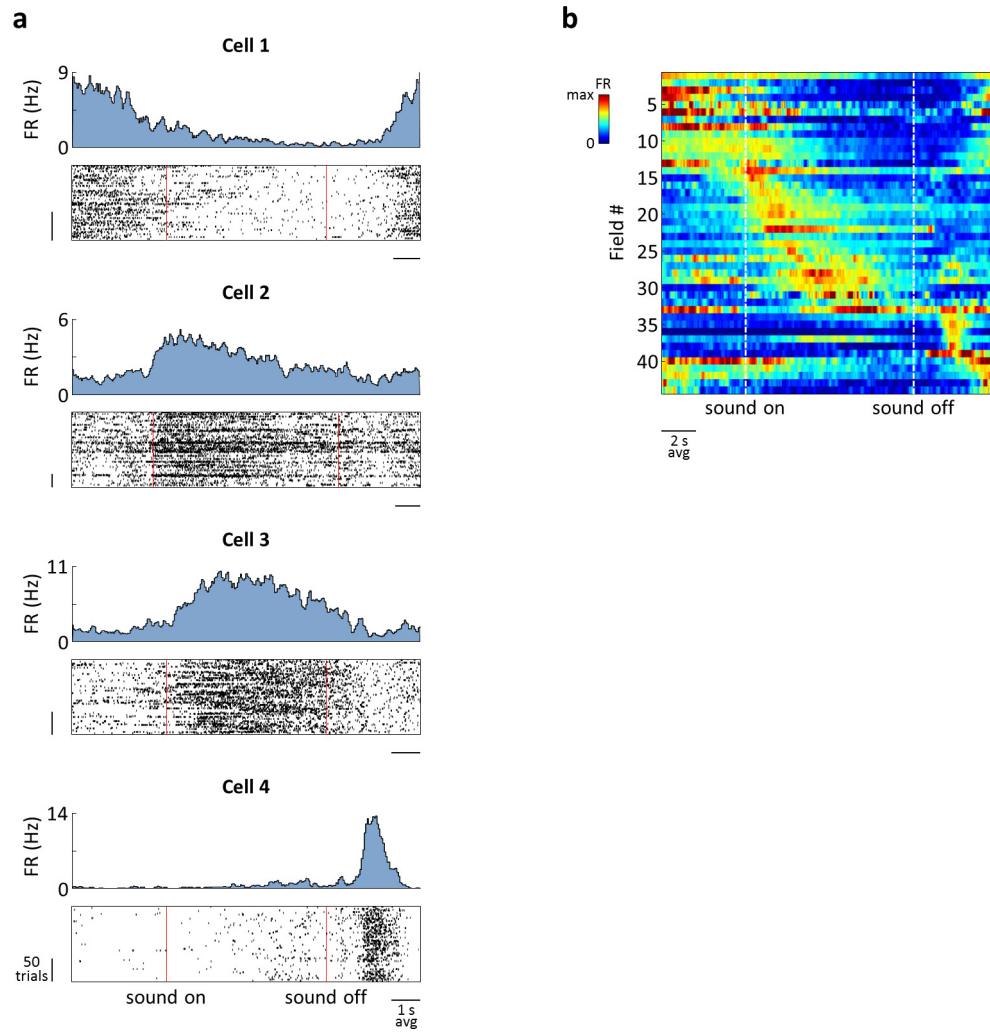 a
Cell 1
9
FR (Hz)
0
Cell 2
6
FR (Hz)
0
Cell 3
11
FR (Hz)
0
Cell 4
14
FR (Hz)
0
50
trials
sound on
sound off
1 s
avg
b
FR
max
0
5
10
15
20
25
30
35
40
Field #
sound on
sound off
2 s
avg